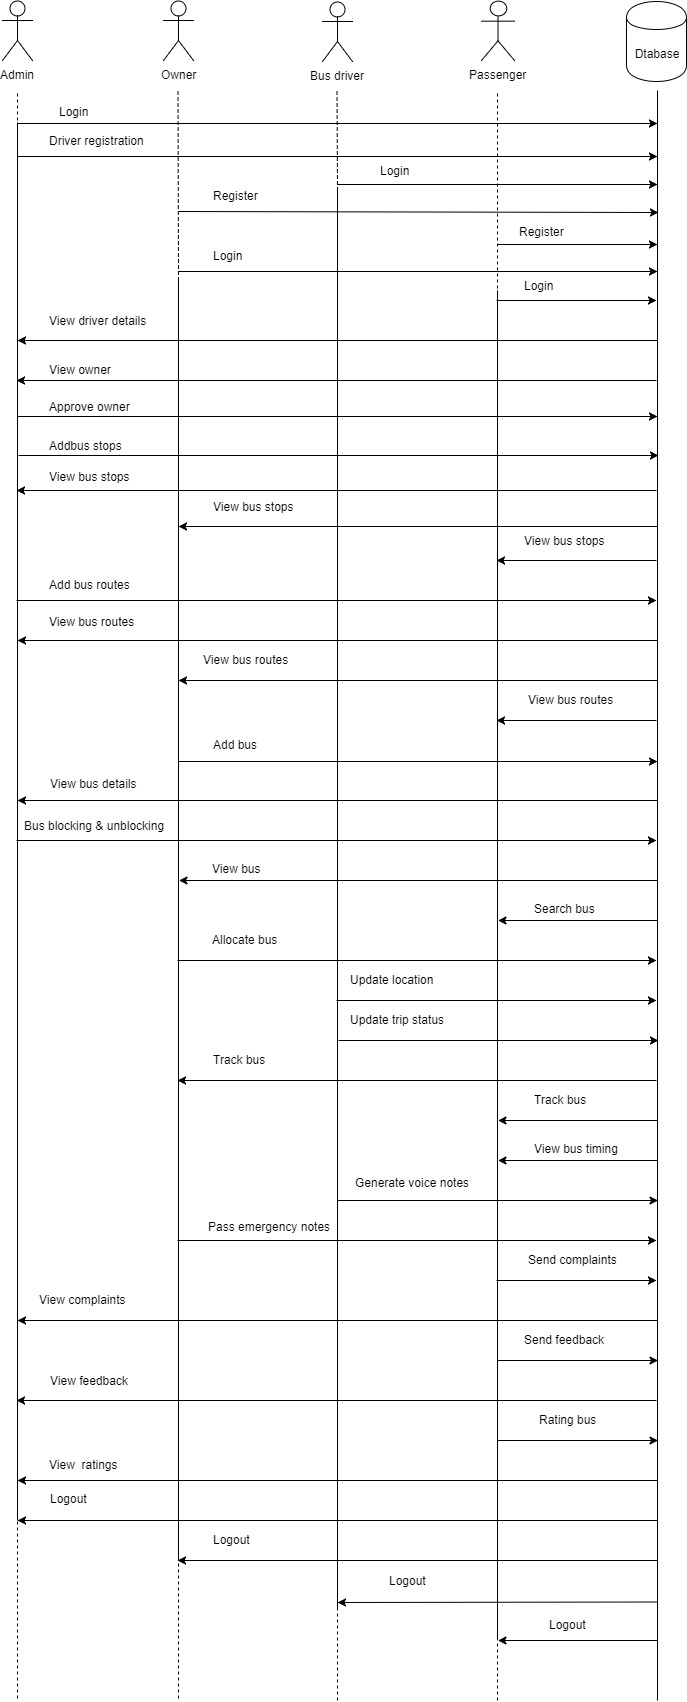 Admin
Owner
Bus driver
Passenger
Dtabase
Login
Driver registration
Login
Register
Register
Login
Login
View driver details
View owner
Approve owner
Addbus stops
View bus stops
View bus stops
View bus stops
Add bus routes
View bus routes
View bus routes
View bus routes
Add bus
View bus details
Bus blocking & unblocking
View bus
Search bus
Allocate bus
Update location
Update trip status
Track bus
Track bus
View bus timing
Generate voice notes
Pass emergency notes
Send complaints
View complaints
Send feedback
View feedback
Rating bus
View  ratings
Logout
Logout
Logout
Logout